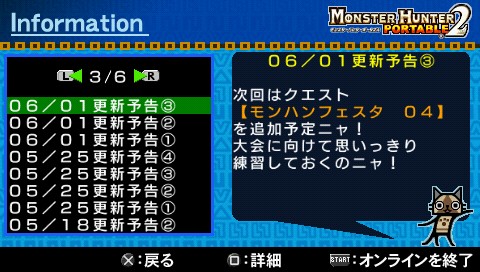 Information
MONSTER HUNTER
PORTABLE 2
L 3/6 R
06/01更新予告③
06/01更新予告②
06/01更新予告①
05/25更新予告④
05/25更新予告③
05/25更新予告②
05/25更新予告①
05/18更新予告②
06/01更新予告③
次回はクエスト
【モンハンフェスタ 04】
を追加予定ニャ!
大会に向けて思いっきり
練習しておくのニャ!
:戻る
:詳細
START:オンラインを終了